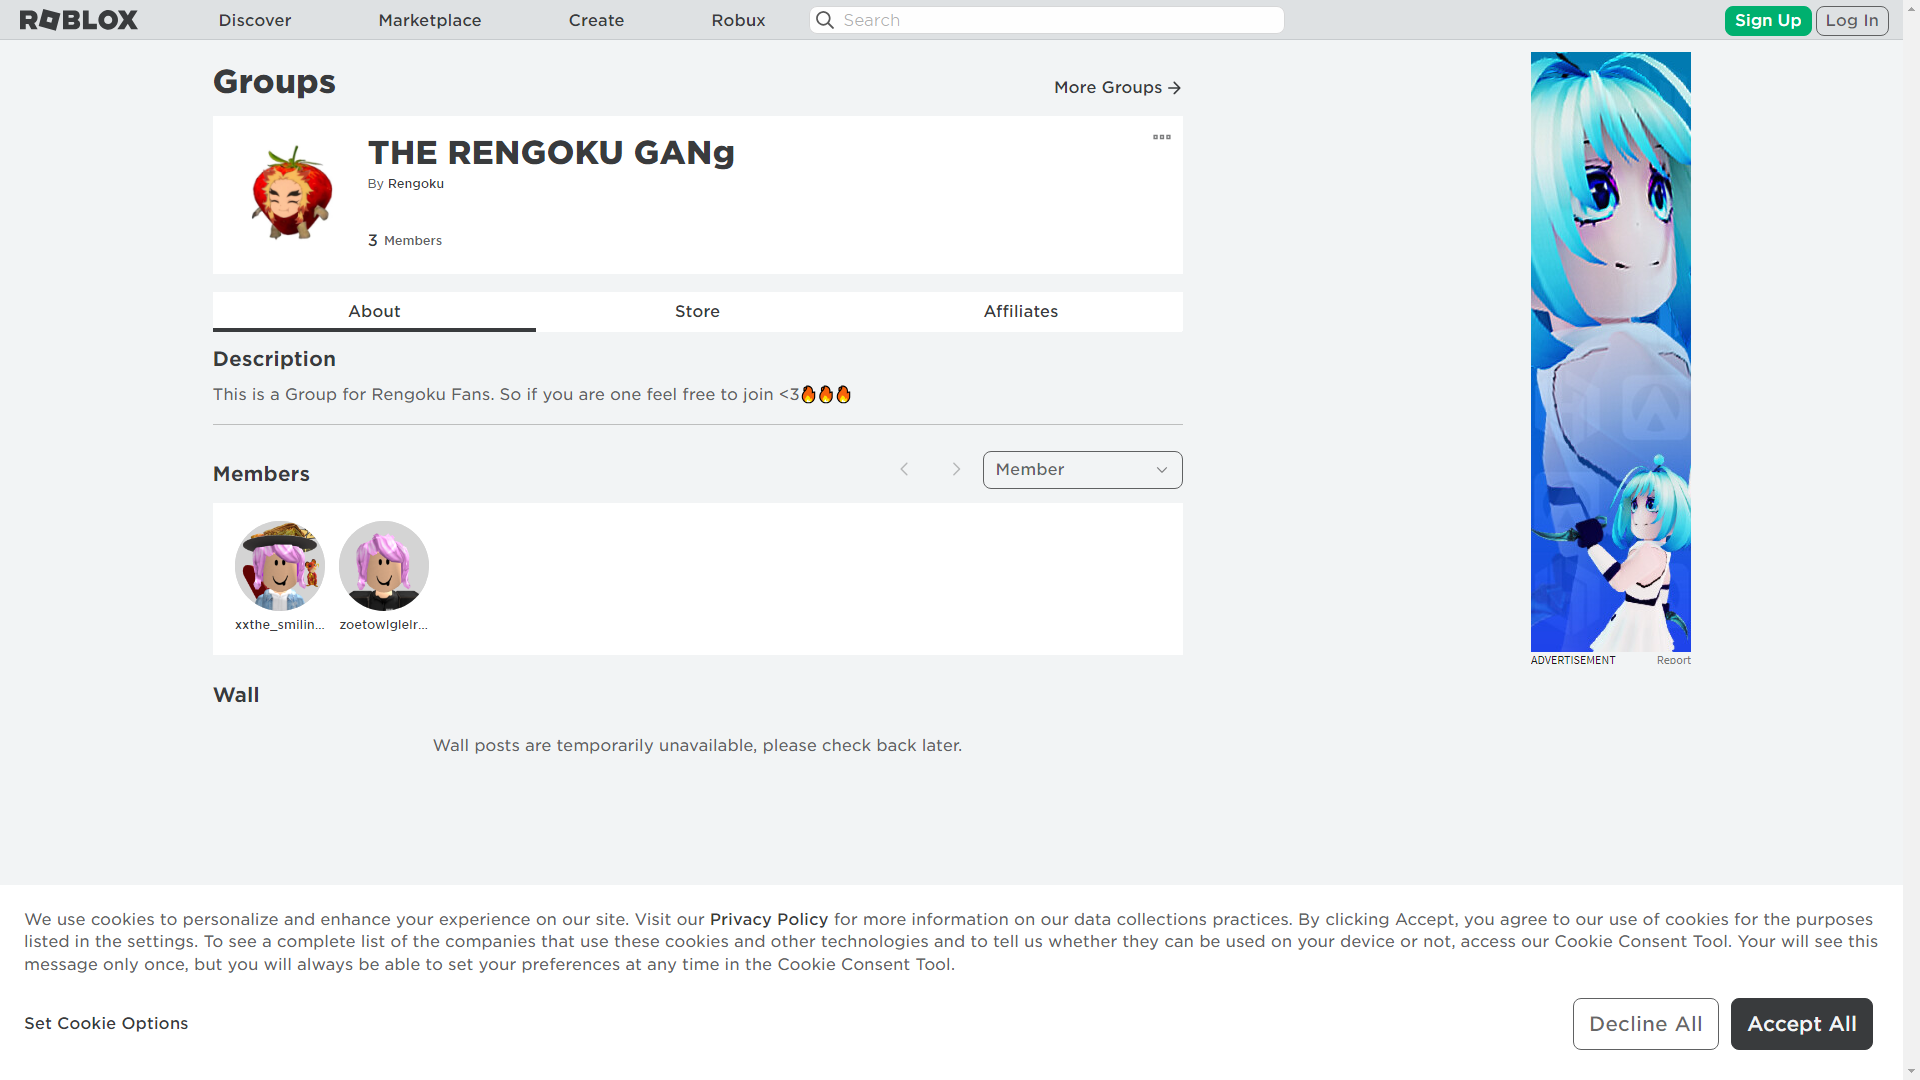 ROBLOX
Discover
Marketplace
Create
Robux
Search
Sign Up
Log In
Groups
More Groups
THE RENGOKU GANg
By Rengoku
3 Members
About
Store
Affiliates
Description
This is a Group for Rengoku Fans. So if you are one feel free to join <3🔥🔥🔥
Members
Member
xxthe_smilin...
zoetowlglelr...
ADVERTISEMENT
Report
Wall
Wall posts are temporarily unavailable, please check back later.
We use cookies to personalize and enhance your experience on our site. Visit our Privacy Policy for more information on our data collections practices. By clicking Accept, you agree to our use of cookies for the purposes
listed in the settings. To see a complete list of the companies that use these cookies and other technologies and to tell us whether they can be used on your device or not, access our Cookie Consent Tool. Your will see this
message only once, but you will always be able to set your preferences at any time in the Cookie Consent Tool.
Set Cookie Options
Decline All
Accept All